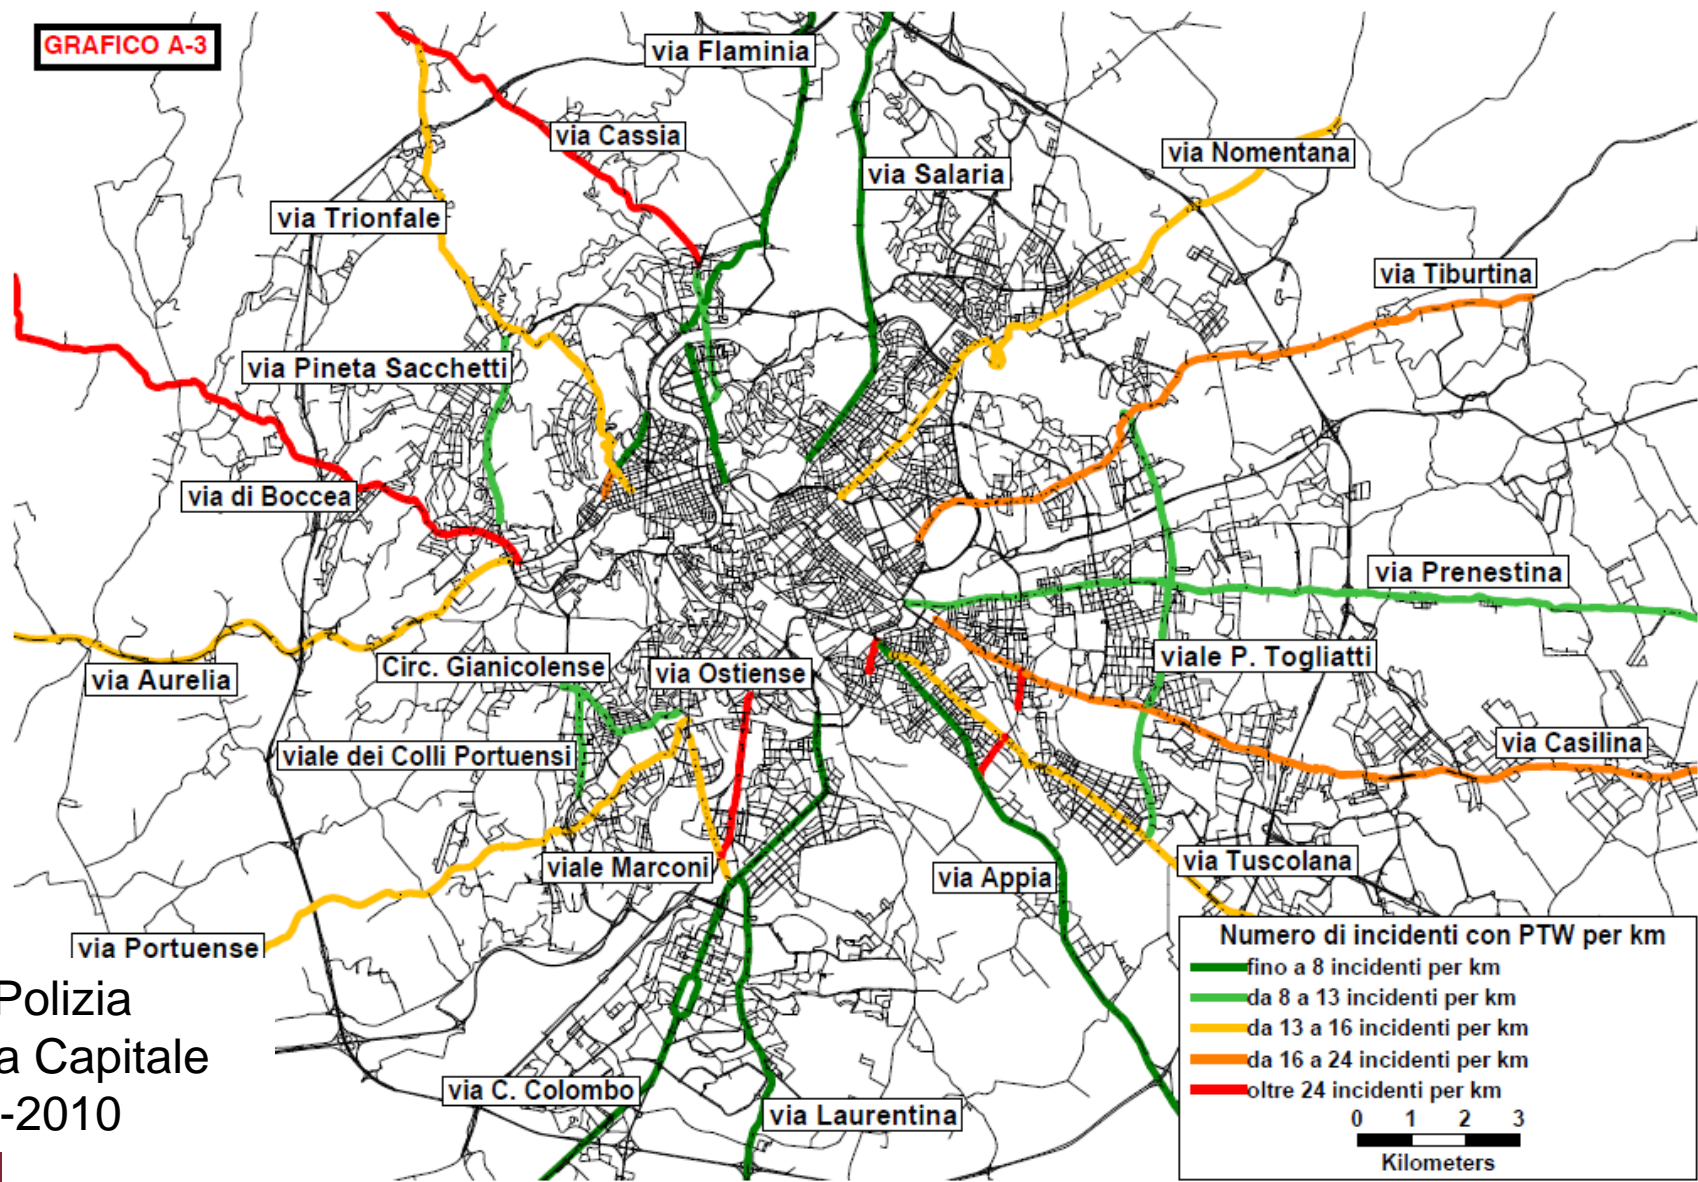 GRAFICO A-3
via Flaminia
via Cassia
via Salaria
via Nomentana
via Trionfale
via Tiburtina
via Pineta Sacchetti
via di Boccea
via Prenestina
Circ. Gianicolense
via Ostiense
viale P. Togliatti
via Aurelia
viale dei Colli Portuensi
via Casilina
viale Marconi
via Appia
via Tuscolana
via Portuense
via C. Colombo
via Laurentina
Numero di incidenti con PTW per km
fino a 8 incidenti per km
da 8 a 13 incidenti per km
da 13 a 16 incidenti per km
da 16 a 24 incidenti per km
oltre 24 incidenti per km
0 1 2 3
Kilometers
Polizia
a Capitale
-2010